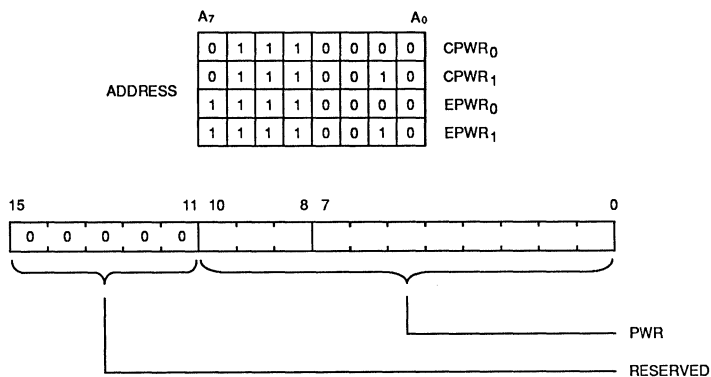 A7 A0
0 1 1 1 0 0 0 0 CPWR0
0 1 1 1 0 0 1 0 CPWR1
ADDRESS
1 1 1 1 0 0 0 0 EPWR0
1 1 1 1 0 0 1 0 EPWR1
15 11 10 8 7 0
0 0 0 0 0
PWR
RESERVED